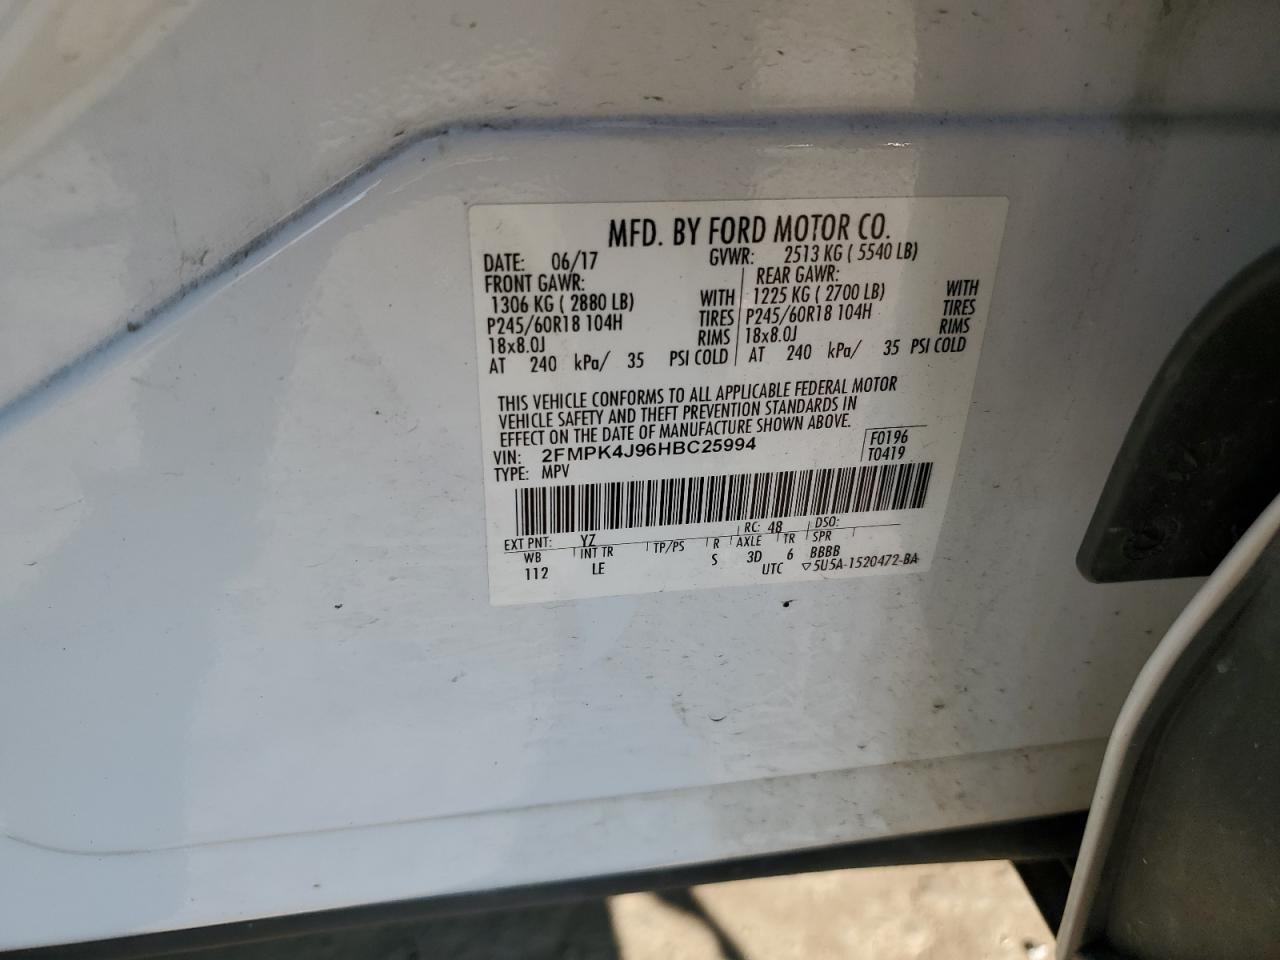 MFD. BY FORD MOTOR CO.
DATE: 06/17 GVWR: 2513 KG ( 5540 LB)
FRONT GAWR: REAR GAWR:
1306 KG ( 2880 LB) WITH 1225 KG ( 2700 LB) WITH
P245/60R18 104H TIRES P245/60R18 104H TIRES
18x8.0J RIMS 18x8.0J RIMS
AT 240 kPa/ 35 PSI COLD AT 240 kPa/ 35 PSI COLD
THIS VEHICLE CONFORMS TO ALL APPLICABLE FEDERAL MOTOR
VEHICLE SAFETY AND THEFT PREVENTION STANDARDS IN
EFFECT ON THE DATE OF MANUFACTURE SHOWN ABOVE.
VIN: 2FMPK4J96HBC25994 F0196
TYPE: MPV T0419
EXT PNT: YZ RC: 48 DSO:
WB INT TR TP/PS R AXLE TR SPR
112 LE S 3D 6 BBBB
UTC ▽5U5A-1520472-BA